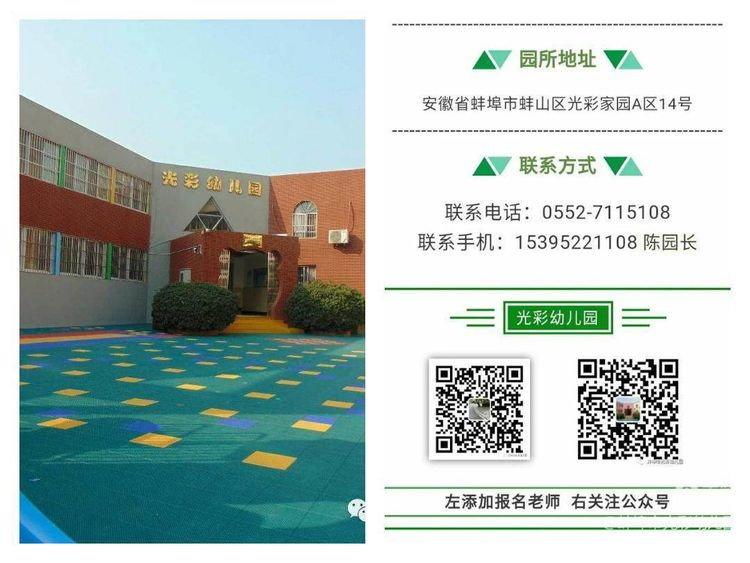 光彩幼儿园
园所地址
安徽省蚌埠市蚌山区光彩家园A区14号
联系方式
联系电话：0552-7115108
联系手机：15395221108 陈园长
光彩幼儿园
左添加报名老师 右关注公众号